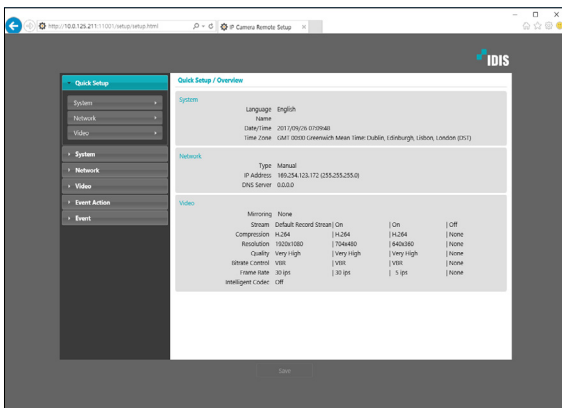 http://10.0.125.211:11001/setup/setup.html
IP Camera Remote Setup
IDIS
Quick Setup
System
Network
Video
System
Network
Video
Event Action
Event
Quick Setup / Overview
System
Language English
Name
Date/Time 2017/09/26 07:09:48
Time Zone GMT 00:00 Greenwich Mean Time: Dublin, Edinburgh, Lisbon, London (DST)
Network
Type Manual
IP Address 169.254.123.172 (255.255.255.0)
DNS Server 0.0.0.0
Video
Mirroring None
Stream Default Record Stream | On | On | Off
Compression H.264 | H.264 | H.264 | None
Resolution 1920x1080 | 704x480 | 640x360 | None
Quality Very High | Very High | Very High | None
Bitrate Control VBR | VBR | VBR | None
Frame Rate 30 ips | 30 ips | 5 ips | None
Intelligent Codec Off
Save